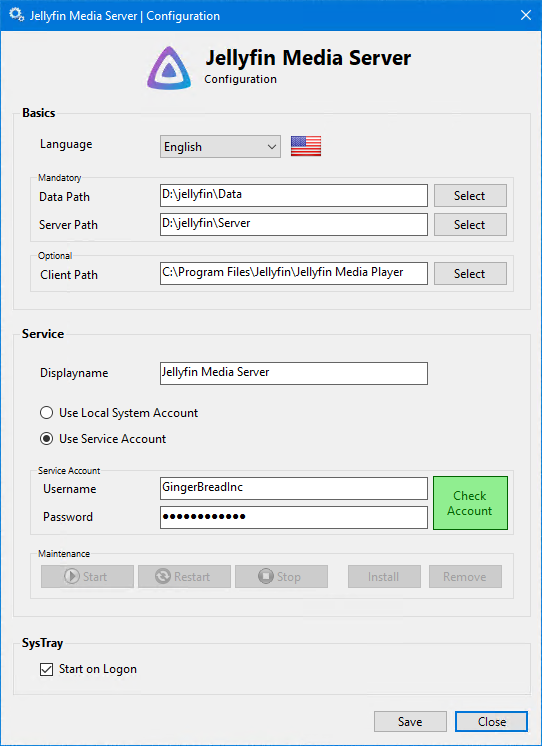 Jellyfin Media Server | Configuration
Jellyfin Media Server
Configuration
Basics
Language
English
Mandatory
Data Path
D:\jellyfin\Data
Select
Server Path
D:\jellyfin\Server
Select
Optional
Client Path
C:\Program Files\Jellyfin\Jellyfin Media Player
Select
Service
Displayname
Jellyfin Media Server
Use Local System Account
Use Service Account
Service Account
Username
GingerBreadInc
Password
●●●●●●●●●●●●
Check
Account
Maintenance
Start
Restart
Stop
Install
Remove
SysTray
Start on Logon
Save
Close